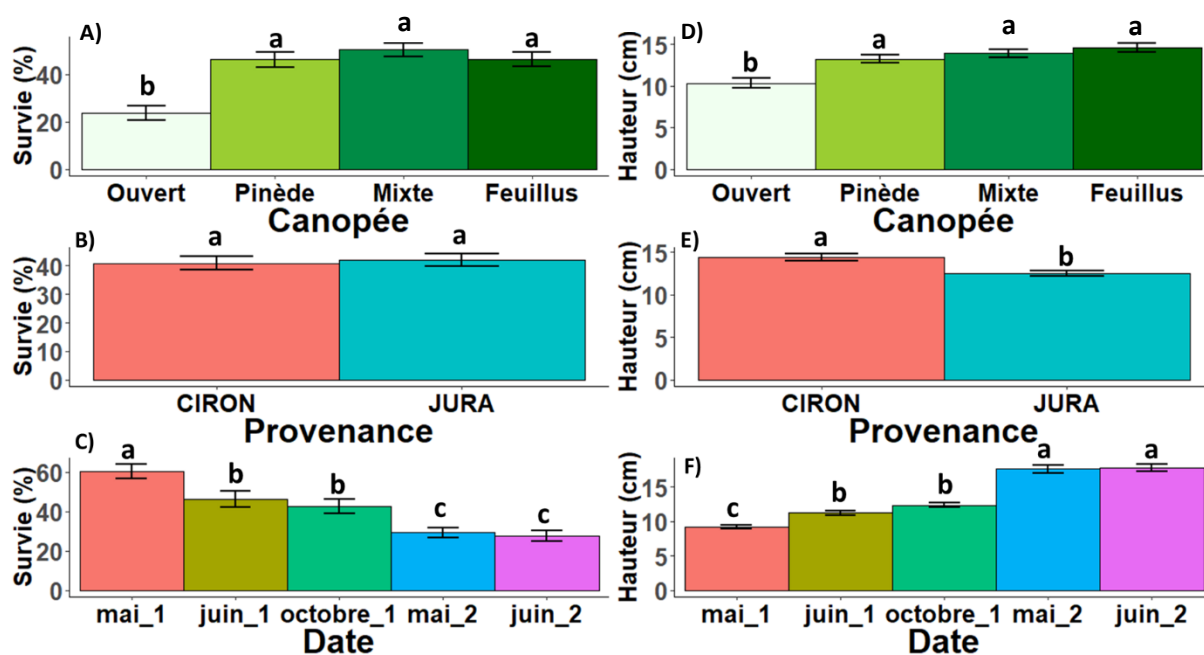 A)
Survie (%)
40
20
0
b
a
a
a
Ouvert Pinède Mixte Feuillus
Canopée
D)
Hauteur (cm)
15
10
5
0
b
a
a
a
Ouvert Pinède Mixte Feuillus
Canopée
B)
Survie (%)
40
30
20
10
0
a
a
CIRON JURA
Provenance
E)
Hauteur (cm)
15
10
5
0
a
b
CIRON JURA
Provenance
C)
Survie (%)
60
40
20
0
a
b
b
c
c
mai_1 juin_1 octobre_1 mai_2 juin_2
Date
F)
Hauteur (cm)
15
10
5
0
c
b
b
a
a
mai_1 juin_1 octobre_1 mai_2 juin_2
Date